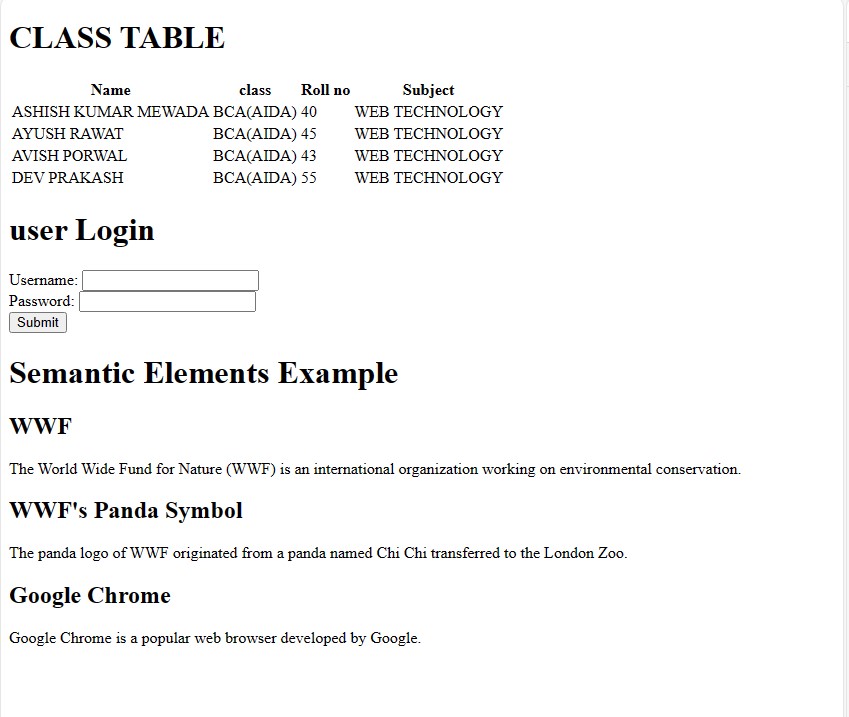 CLASS TABLE
Name class Roll no Subject
ASHISH KUMAR MEWADA BCA(AIDA) 40 WEB TECHNOLOGY
AYUSH RAWAT BCA(AIDA) 45 WEB TECHNOLOGY
AVISH PORWAL BCA(AIDA) 43 WEB TECHNOLOGY
DEV PRAKASH BCA(AIDA) 55 WEB TECHNOLOGY
user Login
Username:
Password:
Submit
Semantic Elements Example
WWF
The World Wide Fund for Nature (WWF) is an international organization working on environmental conservation.
WWF's Panda Symbol
The panda logo of WWF originated from a panda named Chi Chi transferred to the London Zoo.
Google Chrome
Google Chrome is a popular web browser developed by Google.